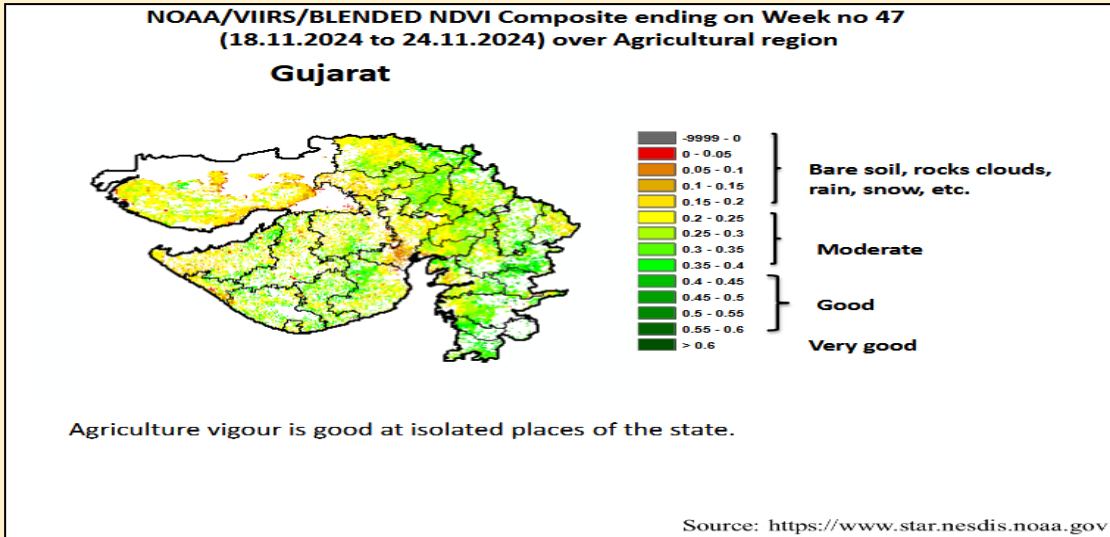 NOAA/VIIRS/BLENDED NDVI Composite ending on Week no 47
(18.11.2024 to 24.11.2024) over Agricultural region
Gujarat
-9999 - 0
0 - 0.05
0.05 - 0.1
0.1 - 0.15
0.15 - 0.2
0.2 - 0.25
0.25 - 0.3
0.3 - 0.35
0.35 - 0.4
0.4 - 0.45
0.45 - 0.5
0.5 - 0.55
0.55 - 0.6
> 0.6
Bare soil, rocks clouds,
rain, snow, etc.
Moderate
Good
Very good
Agriculture vigour is good at isolated places of the state.
Source: https://www.star.nesdis.noaa.gov